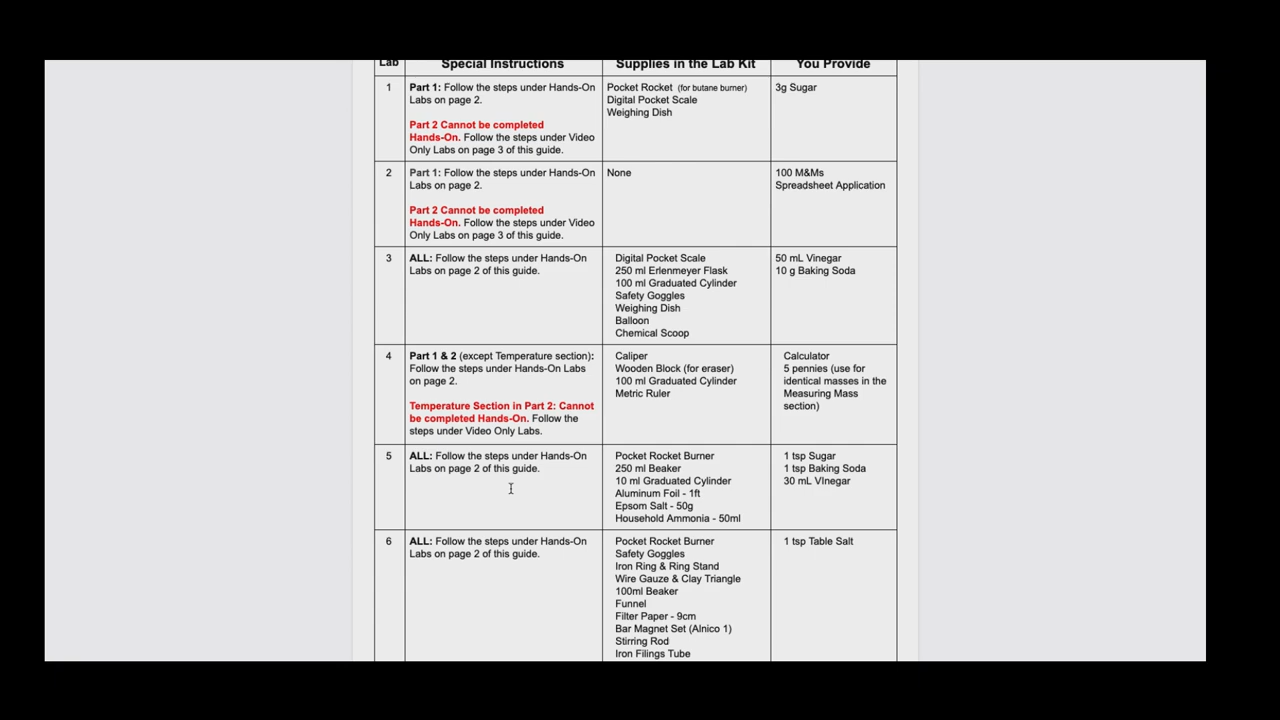 Lab
Special Instructions
Supplies in the Lab Kit
You Provide
1
Part 1: Follow the steps under Hands-On
Labs on page 2.
Part 2 Cannot be completed
Hands-On. Follow the steps under Video
Only Labs on page 3 of this guide.
Pocket Rocket (for butane burner)
Digital Pocket Scale
Weighing Dish
3g Sugar
2
Part 1: Follow the steps under Hands-On
Labs on page 2.
Part 2 Cannot be completed
Hands-On. Follow the steps under Video
Only Labs on page 3 of this guide.
None
100 M&Ms
Spreadsheet Application
3
ALL: Follow the steps under Hands-On
Labs on page 2 of this guide.
Digital Pocket Scale
250 ml Erlenmeyer Flask
100 ml Graduated Cylinder
Safety Goggles
Weighing Dish
Balloon
Chemical Scoop
50 mL Vinegar
10 g Baking Soda
4
Part 1 & 2 (except Temperature section):
Follow the steps under Hands-On Labs
on page 2.
Temperature Section in Part 2: Cannot
be completed Hands-On. Follow the
steps under Video Only Labs.
Caliper
Wooden Block (for eraser)
100 ml Graduated Cylinder
Metric Ruler
Calculator
5 pennies (use for
identical masses in the
Measuring Mass
section)
5
ALL: Follow the steps under Hands-On
Labs on page 2 of this guide.
Pocket Rocket Burner
250 ml Beaker
10 ml Graduated Cylinder
Aluminum Foil - 1ft
Epsom Salt - 50g
Household Ammonia - 50ml
1 tsp Sugar
1 tsp Baking Soda
30 mL VInegar
6
ALL: Follow the steps under Hands-On
Labs on page 2 of this guide.
Pocket Rocket Burner
Safety Goggles
Iron Ring & Ring Stand
Wire Gauze & Clay Triangle
100ml Beaker
Funnel
Filter Paper - 9cm
Bar Magnet Set (Alnico 1)
Stirring Rod
Iron Filings Tube
1 tsp Table Salt